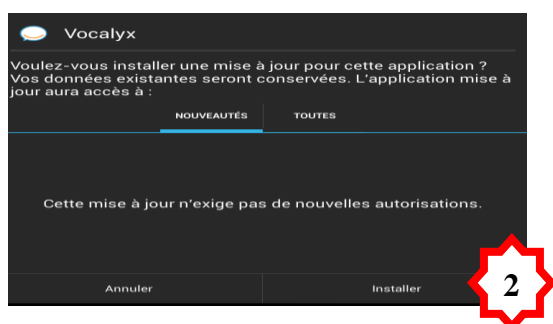 Vocalyx
Voulez-vous installer une mise à jour pour cette application ?
Vos données existantes seront conservées. L'application mise à
jour aura accès à :
NOUVEAUTÉS TOUTES
Cette mise à jour n'exige pas de nouvelles autorisations.
Annuler Installer
2